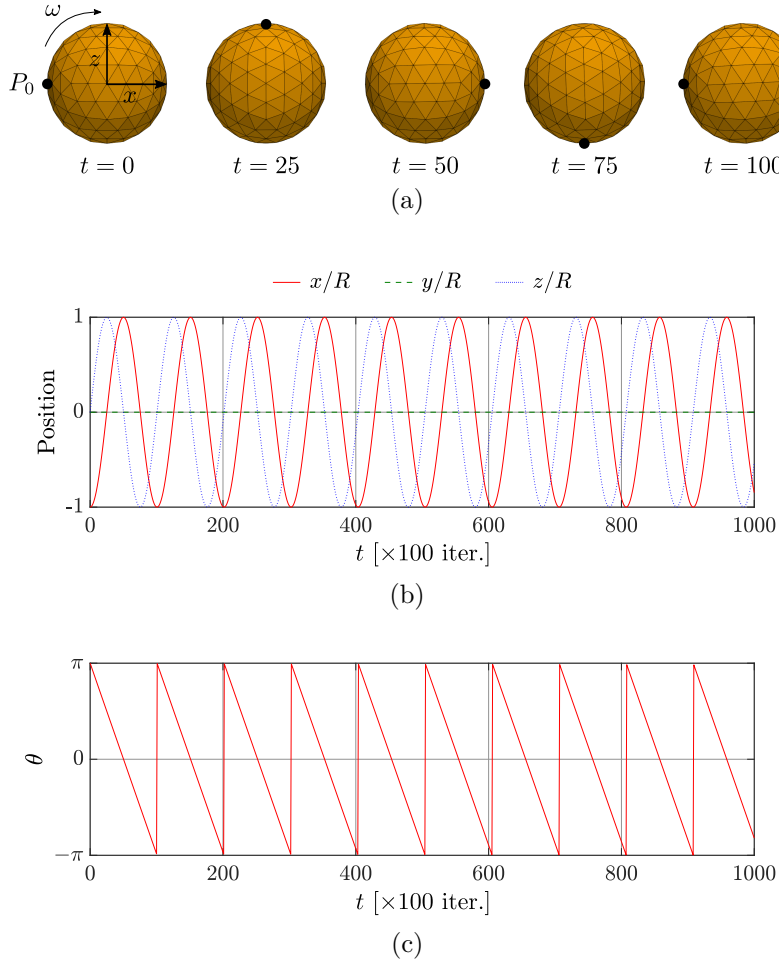 ω
P₀
z
x
t = 0
t = 25
t = 50
t = 75
t = 100
(a)
x/R
y/R
z/R
Position
1
0
-1
0
200
400
600
800
1000
t [×100 iter.]
(b)
θ
π
0
−π
0
200
400
600
800
1000
t [×100 iter.]
(c)